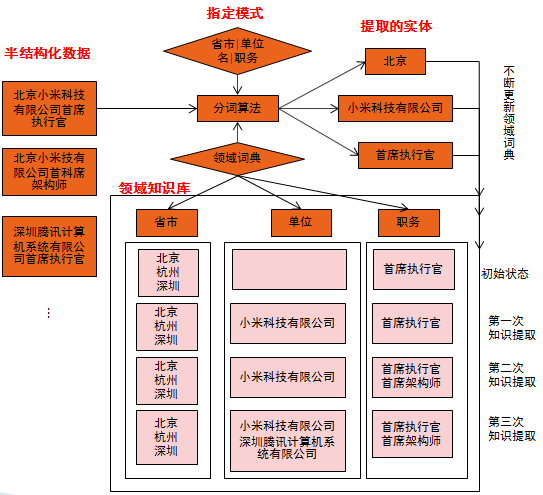 指定模式
提取的实体
半结构化数据
省市|单位
名|职务
北京
北京小米科技
有限公司首席
执行官
分词算法
小米科技有限公司
不断更新领域词典
首席执行官
北京小米技有
限公司首科席
架构师
领域词典
领域知识库
深圳腾讯计算
机系统有限公
司首席执行官
省市
单位
职务
北京
杭州
深圳
首席执行官
初始状态
⋮
北京
杭州
深圳
小米科技有限公司
首席执行官
第一次
知识提取
北京
杭州
深圳
小米科技有限公司
首席执行官
首席架构师
第二次
知识提取
北京
杭州
深圳
小米科技有限公司
深圳腾讯计算机系
统有限公司
首席执行官
首席架构师
第三次
知识提取